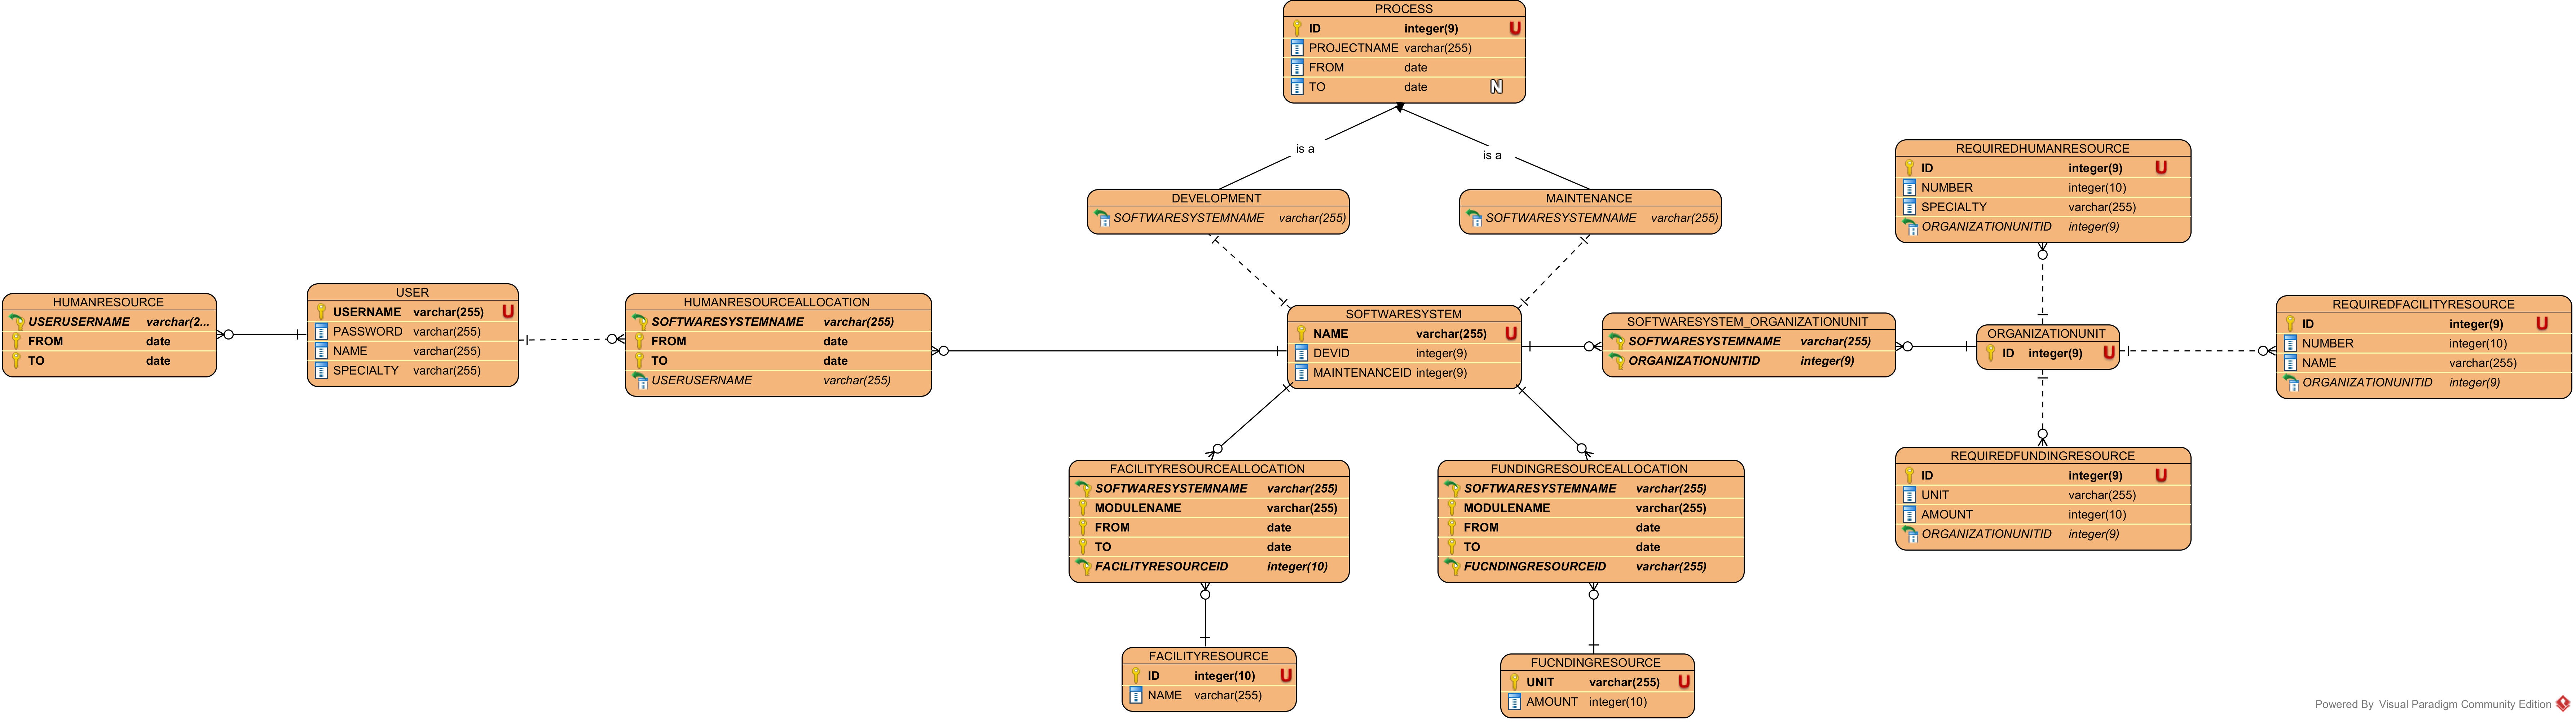 PROCESS
ID integer(9) U
PROJECTNAME varchar(255)
FROM date
TO date N
is a
is a
DEVELOPMENT
SOFTWARESYSTEMNAME varchar(255)
MAINTENANCE
SOFTWARESYSTEMNAME varchar(255)
REQUIREDHUMANRESOURCE
ID integer(9) U
NUMBER integer(10)
SPECIALTY varchar(255)
ORGANIZATIONUNITID integer(9)
HUMANRESOURCE
USERUSERNAME varchar(2...
FROM date
TO date
USER
USERNAME varchar(255) U
PASSWORD varchar(255)
NAME varchar(255)
SPECIALTY varchar(255)
HUMANRESOURCEALLOCATION
SOFTWARESYSTEMNAME varchar(255)
FROM date
TO date
USERUSERNAME varchar(255)
SOFTWARESYSTEM
NAME varchar(255) U
DEVID integer(9)
MAINTENANCEID integer(9)
SOFTWARESYSTEM_ORGANIZATIONUNIT
SOFTWARESYSTEMNAME varchar(255)
ORGANIZATIONUNITID integer(9)
ORGANIZATIONUNIT
ID integer(9) U
REQUIREDFACILITYRESOURCE
ID integer(9) U
NUMBER integer(10)
NAME varchar(255)
ORGANIZATIONUNITID integer(9)
FACILITYRESOURCEALLOCATION
SOFTWARESYSTEMNAME varchar(255)
MODULENAME varchar(255)
FROM date
TO date
FACILITYRESOURCEID integer(10)
FUNDINGRESOURCEALLOCATION
SOFTWARESYSTEMNAME varchar(255)
MODULENAME varchar(255)
FROM date
TO date
FUCNDINGRESOURCEID varchar(255)
REQUIREDFUNDINGRESOURCE
ID integer(9) U
UNIT varchar(255)
AMOUNT integer(10)
ORGANIZATIONUNITID integer(9)
FACILITYRESOURCE
ID integer(10) U
NAME varchar(255)
FUCNDINGRESOURCE
UNIT varchar(255) U
AMOUNT integer(10)
Powered By Visual Paradigm Community Edition